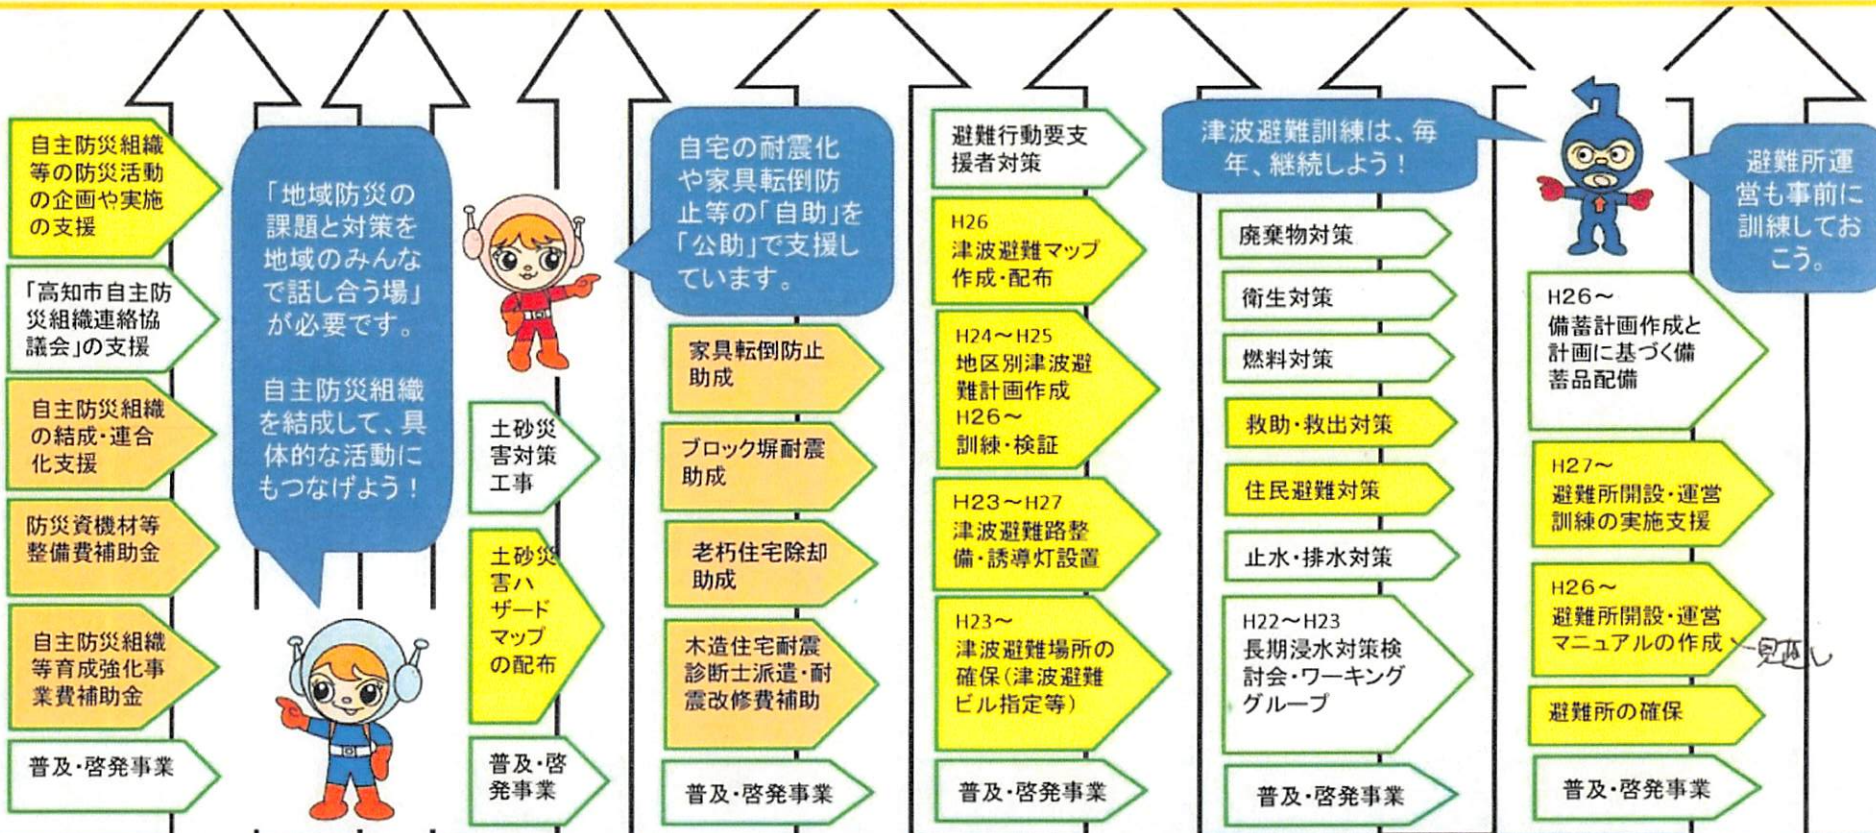 自主防災組織
等の防災活動
の企画や実施
の支援
「高知市自主防
災組織連絡協
議会」の支援
自主防災組織
の結成・連合
化支援
防災資機材等
整備費補助金
自主防災組織
等育成強化事
業費補助金
普及・啓発事業
「地域防災の
課題と対策を
地域のみんな
で話し合う場」
が必要です。
自主防災組織
を結成して、具
体的な活動に
もつなげよう！
土砂災
害対策
工事
土砂災
害ハ
ザード
マップ
の配布
普及・啓
発事業
自宅の耐震化
や家具転倒防
止等の「自助」を
「公助」で支援し
ています。
家具転倒防止
助成
ブロック塀耐震
助成
老朽住宅除却
助成
木造住宅耐震
診断士派遣・耐
震改修費補助
普及・啓発事業
避難行動要支
援者対策
H26
津波避難マップ
作成・配布
H24～H25
地区別津波避
難計画作成
H26～
訓練・検証
H23～H27
津波避難路整
備・誘導灯設置
H23～
津波避難場所の
確保（津波避難
ビル指定等）
普及・啓発事業
津波避難訓練は、毎
年、継続しよう！
廃棄物対策
衛生対策
燃料対策
救助・救出対策
住民避難対策
止水・排水対策
H22～H23
長期浸水対策検
討会・ワーキング
グループ
普及・啓発事業
避難所運
営も事前に
訓練してお
こう。
H26～
備蓄計画作成と
計画に基づく備
蓄品配備
H27～
避難所開設・運営
訓練の実施支援
H26～
避難所開設・運営
マニュアルの作成
避難所の確保
普及・啓発事業